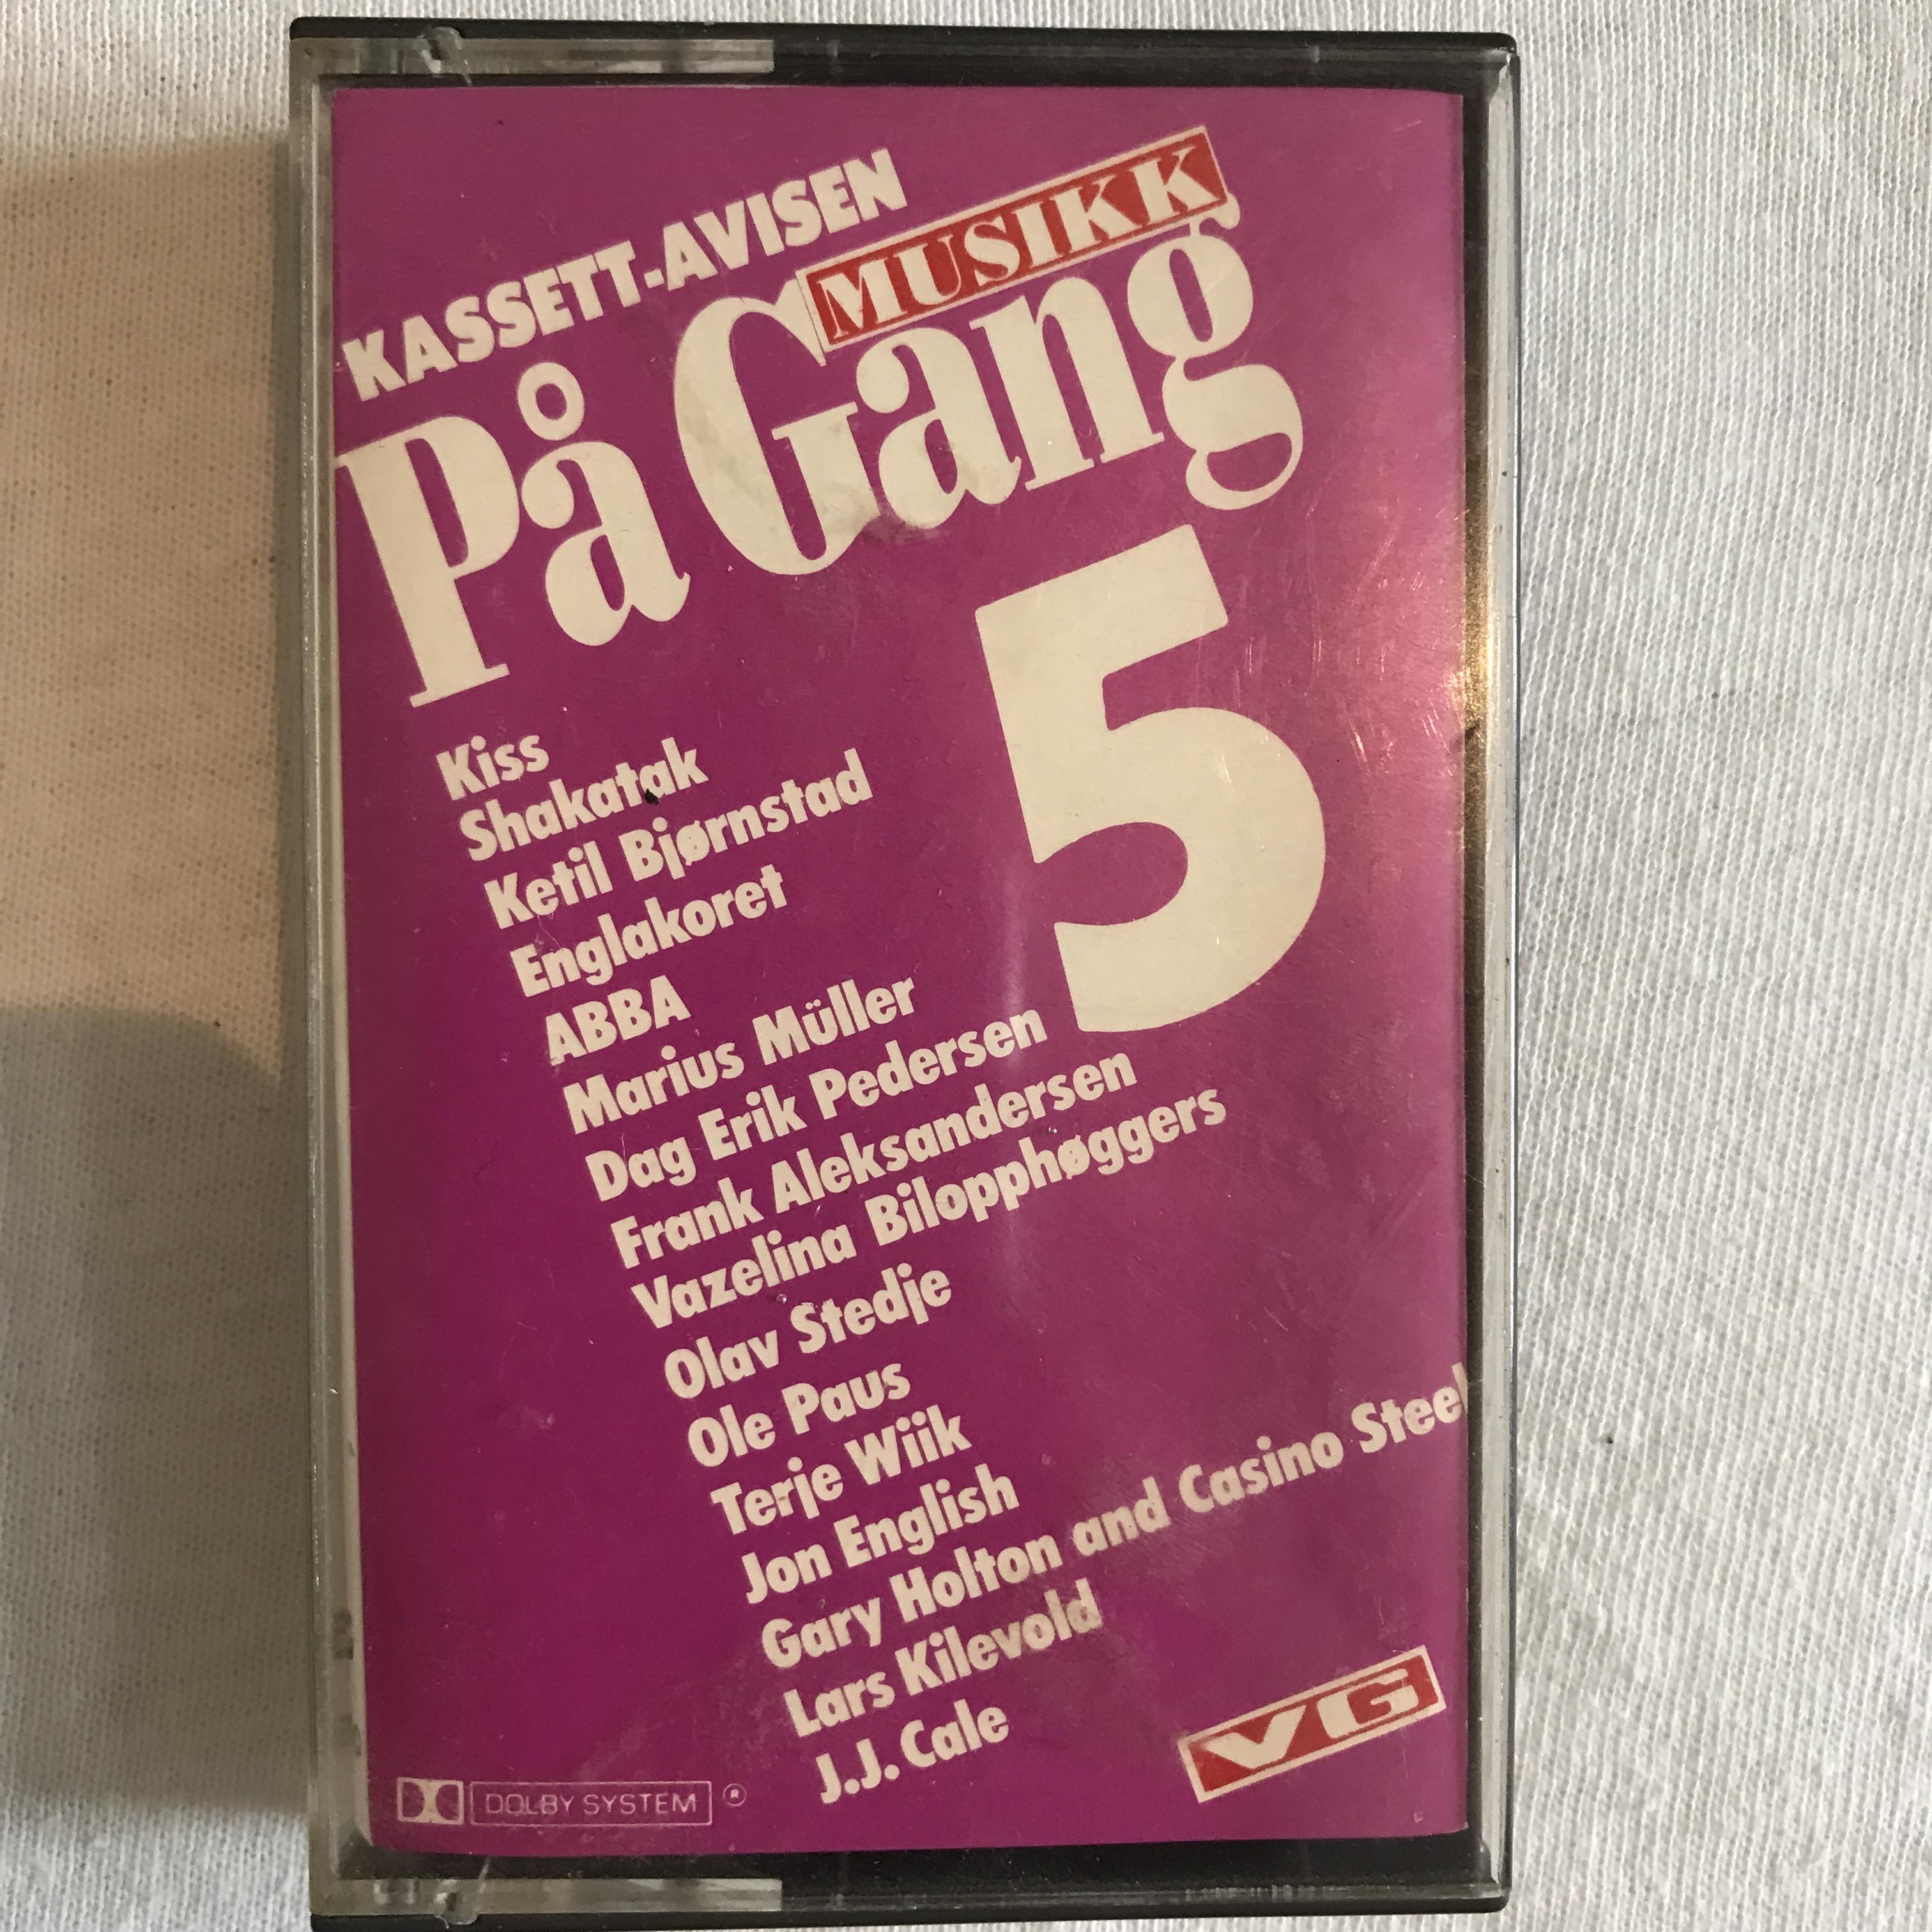 KASSETT-AVISEN
MUSIKK
På Gang
5
Kiss
Shakatak
Ketil Bjørnstad
Englakoret
ABBA
Marius Müller
Dag Erik Pedersen
Frank Aleksandersen
Vazelina Bilopphøggers
Olav Stedje
Ole Paus
Terje Wiik
Jon English
Gary Holton and Casino Steel
Lars Kilevold
J.J. Cale
VG
DOLBY SYSTEM ®